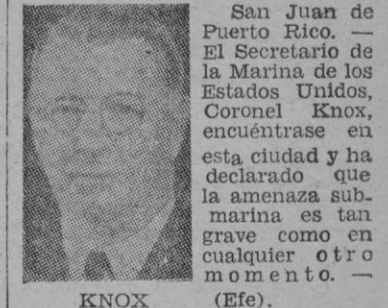 San Juan de
Puerto Rico. —
El Secretario de
la Marina de los
Estados Unidos,
Coronel Knox,
encuéntrase en
esta ciudad y ha
declarado que
la amenaza sub-
marina es tan
grave como en
cualquier otro
momento. —
(Efe).
KNOX